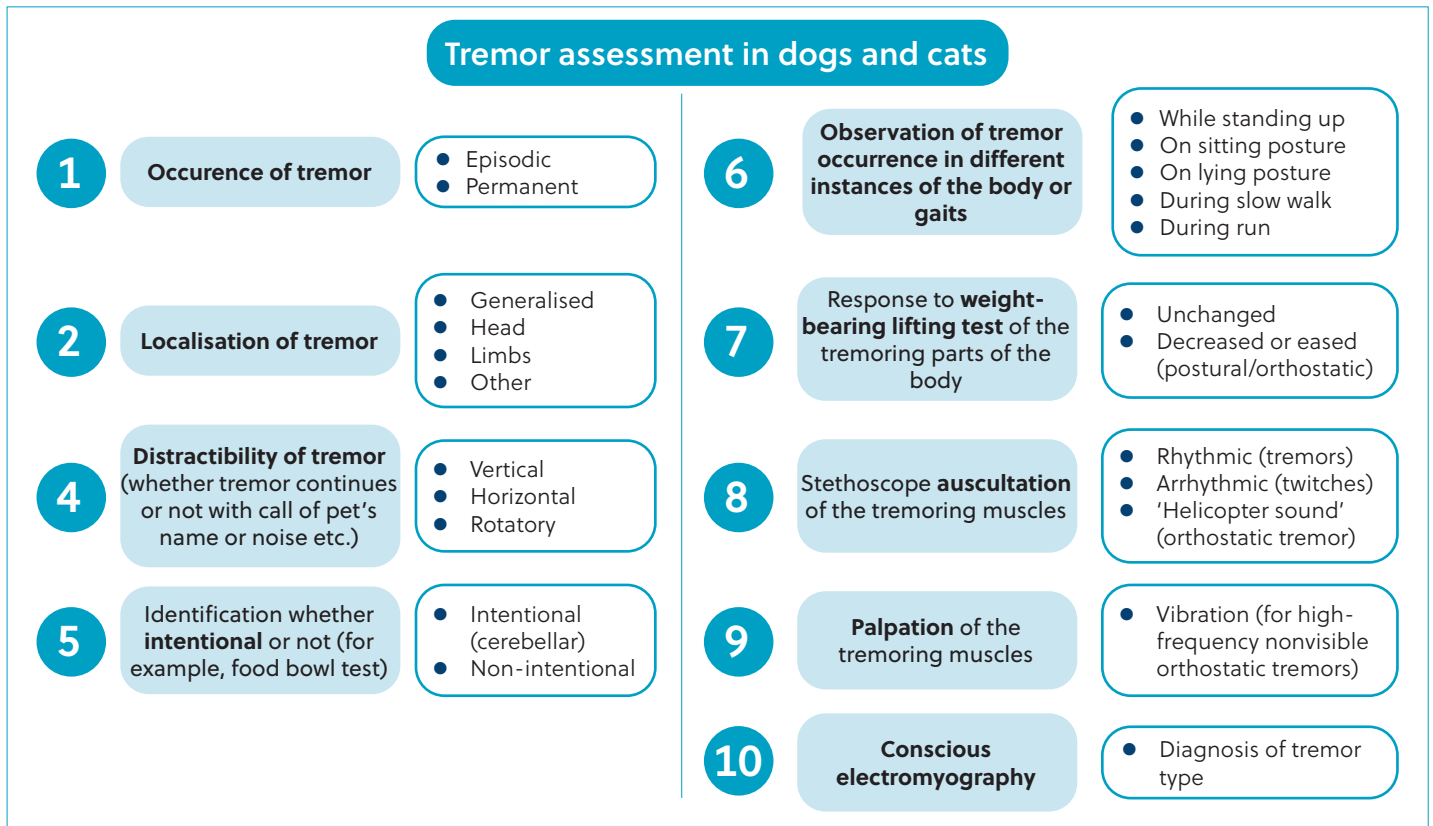 Tremor assessment in dogs and cats
1
Occurence of tremor
● Episodic
● Permanent
2
Localisation of tremor
● Generalised
● Head
● Limbs
● Other
4
Distractibility of tremor
(whether tremor continues
or not with call of pet's
name or noise etc.)
● Vertical
● Horizontal
● Rotatory
5
Identification whether
intentional or not (for
example, food bowl test)
● Intentional
(cerebellar)
● Non-intentional
6
Observation of tremor
occurrence in different
instances of the body or
gaits
● While standing up
● On sitting posture
● On lying posture
● During slow walk
● During run
7
Response to weight-
bearing lifting test of the
tremoring parts of the
body
● Unchanged
● Decreased or eased
(postural/orthostatic)
8
Stethoscope auscultation
of the tremoring muscles
● Rhythmic (tremors)
● Arrhythmic (twitches)
● 'Helicopter sound'
(orthostatic tremor)
9
Palpation of the
tremoring muscles
● Vibration (for high-
frequency nonvisible
orthostatic tremors)
10
Conscious
electromyography
● Diagnosis of tremor
type